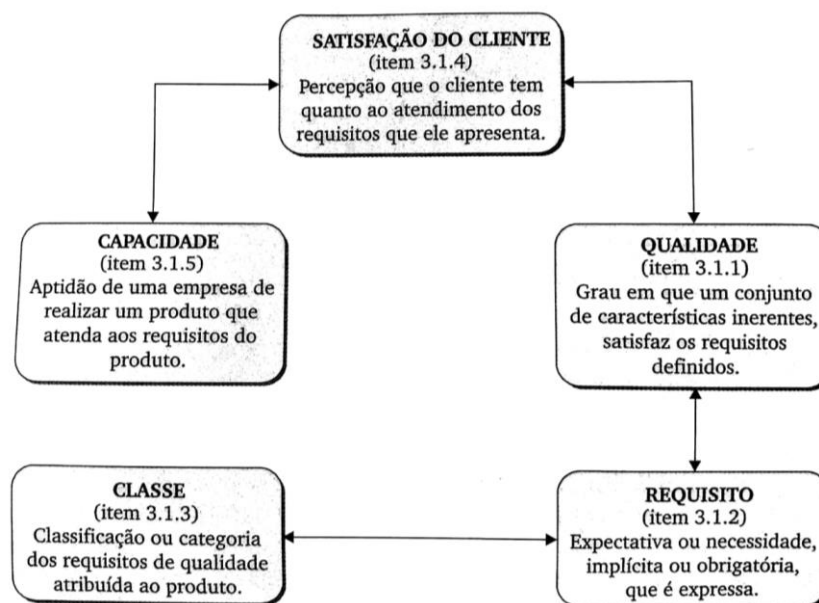 SATISFAÇÃO DO CLIENTE
(item 3.1.4)
Percepção que o cliente tem
quanto ao atendimento dos
requisitos que ele apresenta.
CAPACIDADE
(item 3.1.5)
Aptidão de uma empresa de
realizar um produto que
atenda aos requisitos do
produto.
QUALIDADE
(item 3.1.1)
Grau em que um conjunto
de características inerentes,
satisfaz os requisitos
definidos.
CLASSE
(item 3.1.3)
Classificação ou categoria
dos requisitos de qualidade
atribuída ao produto.
REQUISITO
(item 3.1.2)
Expectativa ou necessidade,
implícita ou obrigatória,
que é expressa.